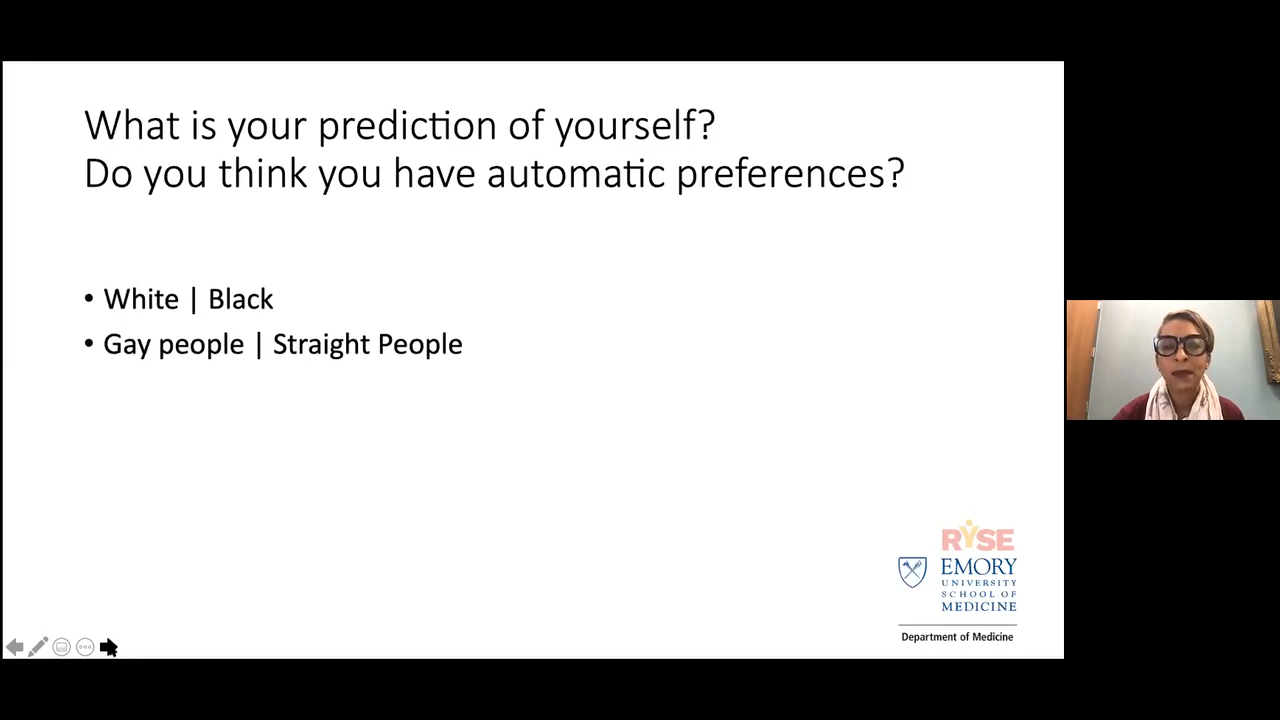 What is your prediction of yourself?
Do you think you have automatic preferences?
• White | Black
• Gay people | Straight People
RYSE
EMORY
UNIVERSITY
SCHOOL OF
MEDICINE
Department of Medicine